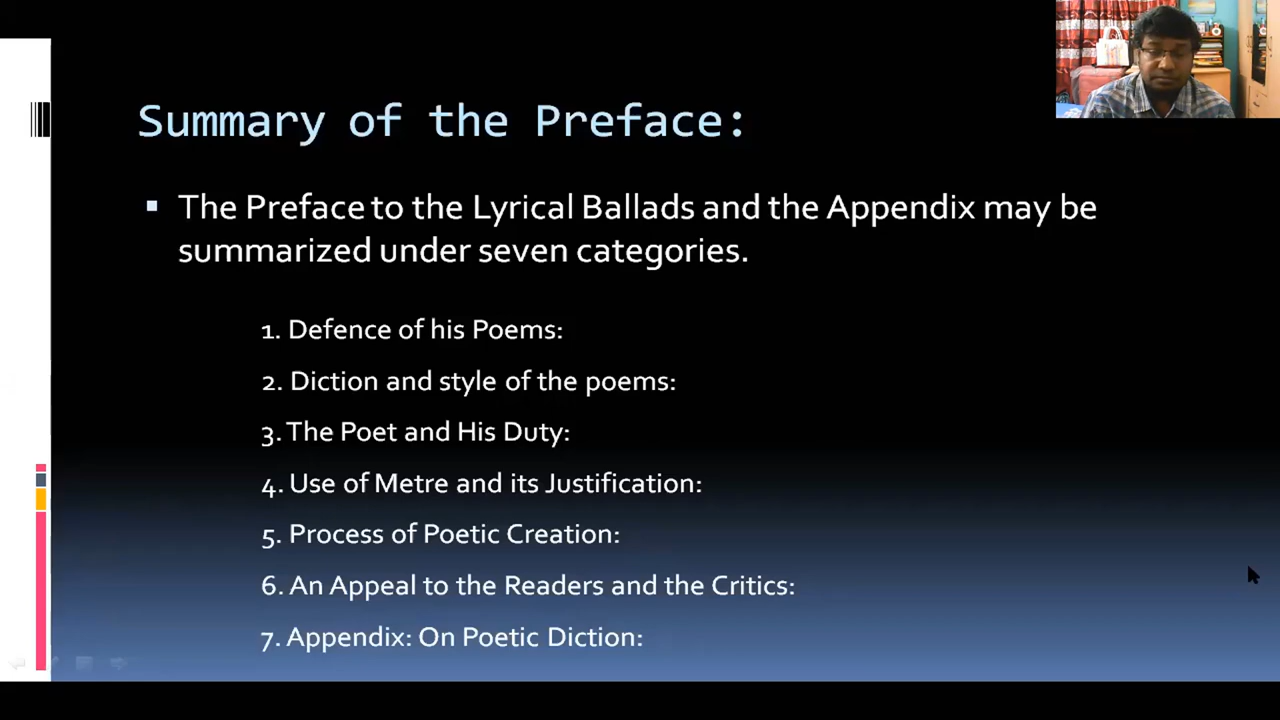 Summary of the Preface:
The Preface to the Lyrical Ballads and the Appendix may be
summarized under seven categories.
1. Defence of his Poems:
2. Diction and style of the poems:
3. The Poet and His Duty:
4. Use of Metre and its Justification:
5. Process of Poetic Creation:
6. An Appeal to the Readers and the Critics:
7. Appendix: On Poetic Diction: